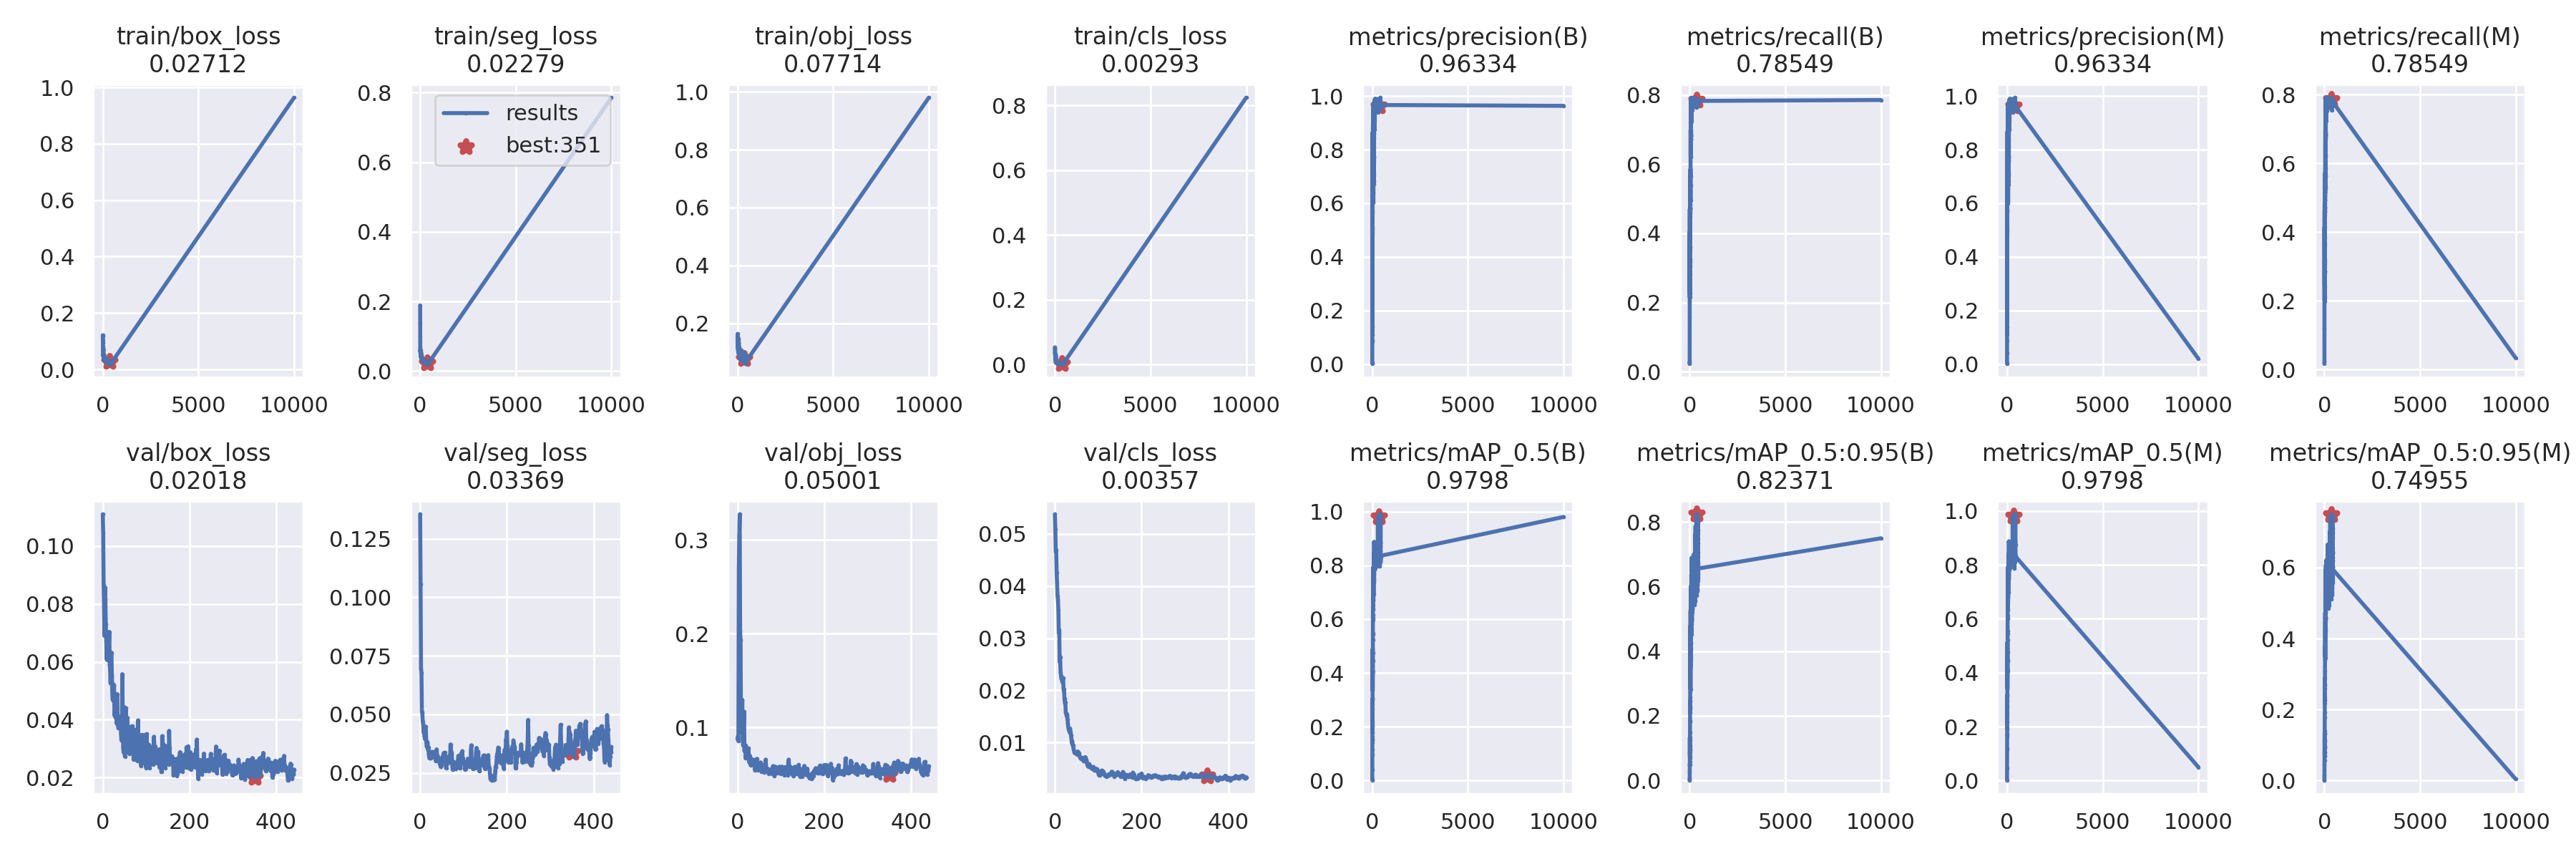 train/box_loss
0.02712
train/seg_loss
0.02279
train/obj_loss
0.07714
train/cls_loss
0.00293
metrics/precision(B)
0.96334
metrics/recall(B)
0.78549
metrics/precision(M)
0.96334
metrics/recall(M)
0.78549
1.0
0.8
0.6
0.4
0.2
0.0
0 5000 10000
0.8
0.6
0.4
0.2
0.0
results
best:351
0 5000 10000
1.0
0.8
0.6
0.4
0.2
0 5000 10000
0.8
0.6
0.4
0.2
0.0
0 5000 10000
1.0
0.8
0.6
0.4
0.2
0.0
0 5000 10000
0.8
0.6
0.4
0.2
0.0
0 5000 10000
1.0
0.8
0.6
0.4
0.2
0.0
0 5000 10000
0.8
0.6
0.4
0.2
0.0
0 5000 10000
val/box_loss
0.02018
val/seg_loss
0.03369
val/obj_loss
0.05001
val/cls_loss
0.00357
metrics/mAP_0.5(B)
0.9798
metrics/mAP_0.5:0.95(B)
0.82371
metrics/mAP_0.5(M)
0.9798
metrics/mAP_0.5:0.95(M)
0.74955
0.10
0.08
0.06
0.04
0.02
0 200 400
0.125
0.100
0.075
0.050
0.025
0 200 400
0.3
0.2
0.1
0 200 400
0.05
0.04
0.03
0.02
0.01
0 200 400
1.0
0.8
0.6
0.4
0.2
0.0
0 5000 10000
0.8
0.6
0.4
0.2
0.0
0 5000 10000
1.0
0.8
0.6
0.4
0.2
0.0
0 5000 10000
0.6
0.4
0.2
0.0
0 5000 10000